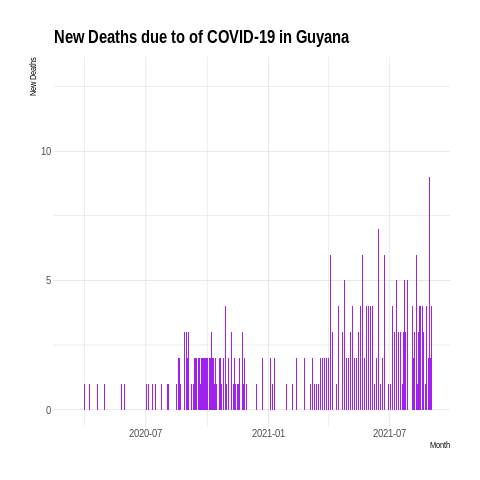 New Deaths due to of COVID-19 in Guyana
New Deaths
10
5
0
2020-07
2021-01
2021-07
Month